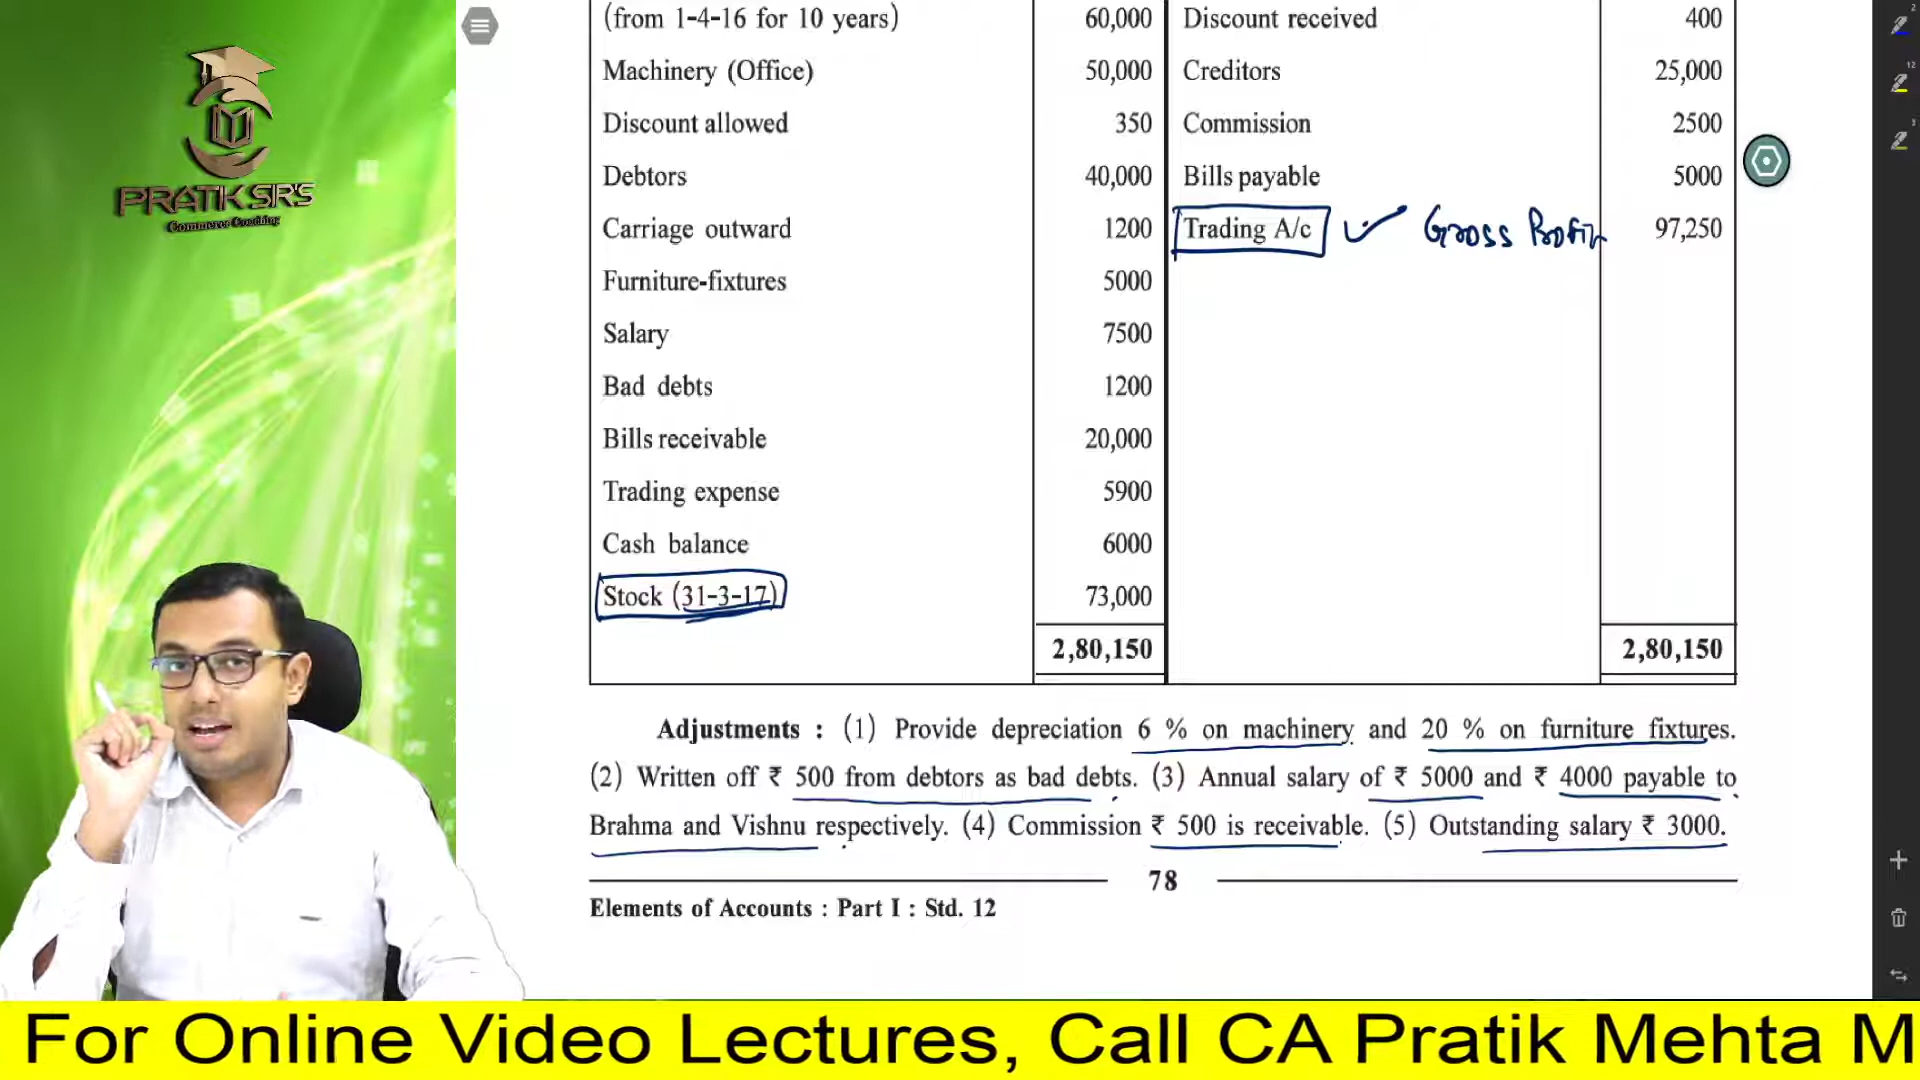 PRATIK SIR'S
Commerce Coaching
(from 1-4-16 for 10 years) 60,000 Discount received 400
Machinery (Office) 50,000 Creditors 25,000
Discount allowed 350 Commission 2500
Debtors 40,000 Bills payable 5000
Carriage outward 1200 Trading A/c Gross Profit 97,250
Furniture-fixtures 5000
Salary 7500
Bad debts 1200
Bills receivable 20,000
Trading expense 5900
Cash balance 6000
Stock (31-3-17) 73,000
2,80,150 2,80,150
Adjustments : (1) Provide depreciation 6 % on machinery and 20 % on furniture fixtures.
(2) Written off ₹ 500 from debtors as bad debts. (3) Annual salary of ₹ 5000 and ₹ 4000 payable to
Brahma and Vishnu respectively. (4) Commission ₹ 500 is receivable. (5) Outstanding salary ₹ 3000.
78
Elements of Accounts : Part I : Std. 12
2
12
3
For Online Video Lectures, Call CA Pratik Mehta M